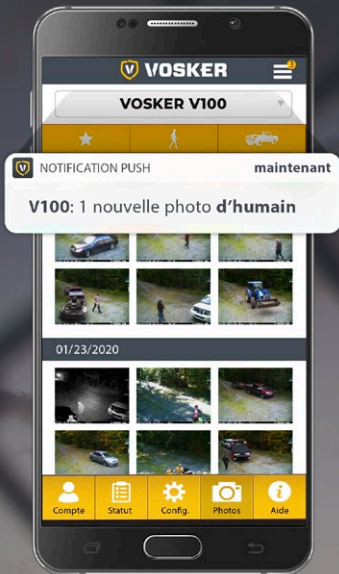 VOSKER
3
VOSKER V100
NOTIFICATION PUSH maintenant
V100: 1 nouvelle photo d'humain
01/23/2020
Compte Statut Config. Photos Aide